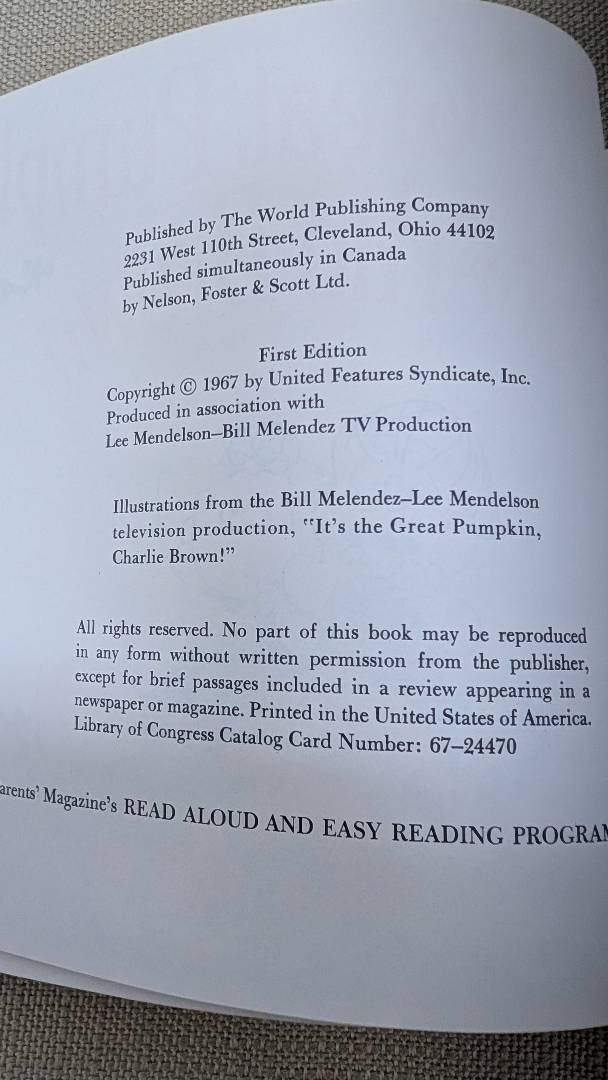 Published by The World Publishing Company
2231 West 110th Street, Cleveland, Ohio 44102
Published simultaneously in Canada
by Nelson, Foster & Scott Ltd.
First Edition
Copyright © 1967 by United Features Syndicate, Inc.
Produced in association with
Lee Mendelson–Bill Melendez TV Production
Illustrations from the Bill Melendez–Lee Mendelson
television production, “It’s the Great Pumpkin,
Charlie Brown!”
All rights reserved. No part of this book may be reproduced
in any form without written permission from the publisher,
except for brief passages included in a review appearing in a
newspaper or magazine. Printed in the United States of America.
Library of Congress Catalog Card Number: 67–24470
arents’ Magazine’s READ ALOUD AND EASY READING PROGRA